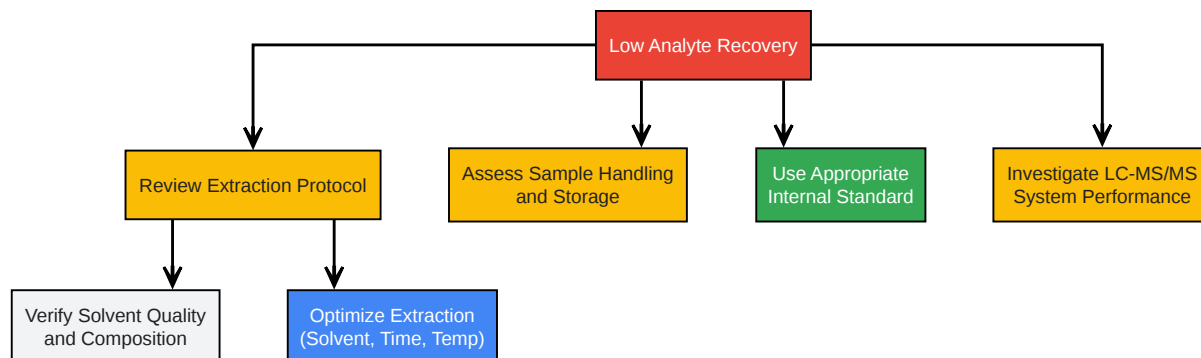 Low Analyte Recovery
Review Extraction Protocol
Assess Sample Handling
and Storage
Use Appropriate
Internal Standard
Investigate LC-MS/MS
System Performance
Verify Solvent Quality
and Composition
Optimize Extraction
(Solvent, Time, Temp)